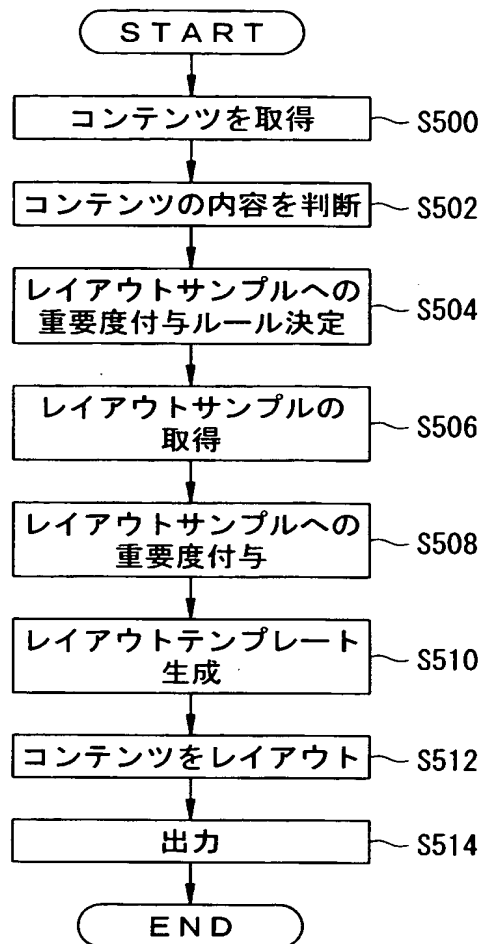 START
コンテンツを取得
S500
コンテンツの内容を判断
S502
レイアウトサンプルへの
重要度付与ルール決定
S504
レイアウトサンプルの
取得
S506
レイアウトサンプルへの
重要度付与
S508
レイアウトテンプレート
生成
S510
コンテンツをレイアウト
S512
出力
S514
END